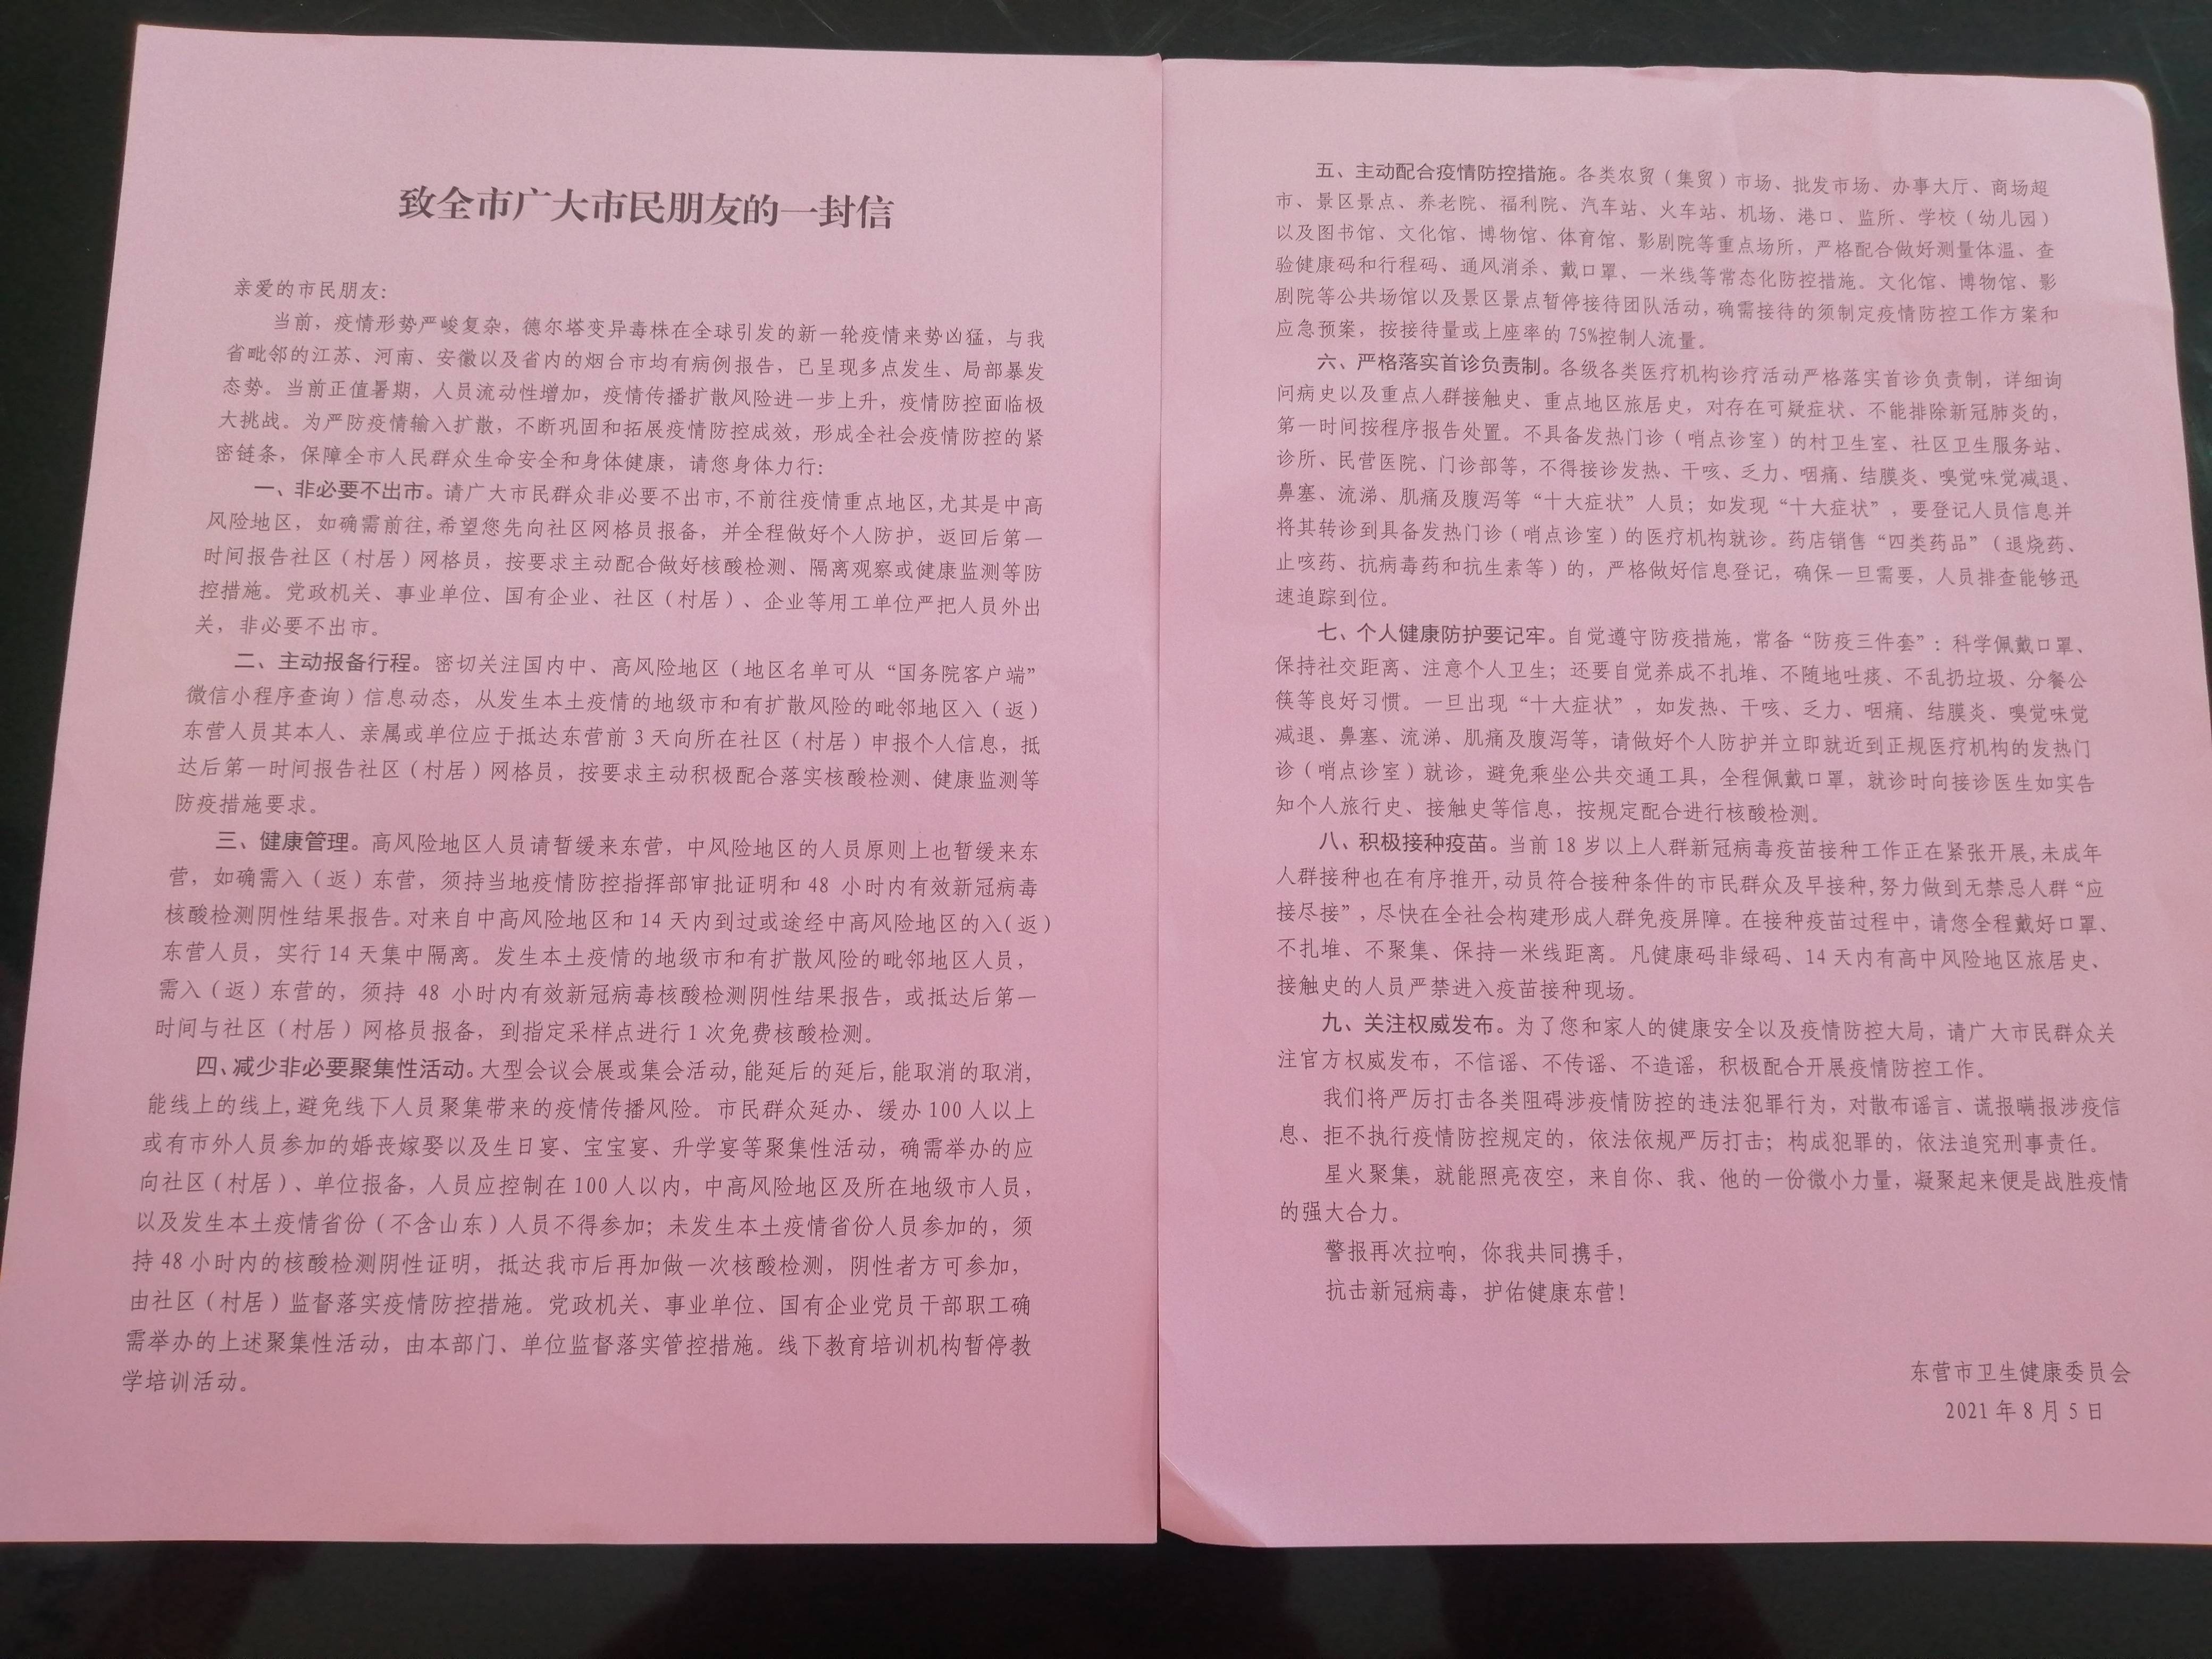 致全市广大市民朋友的一封信
亲爱的市民朋友：
当前，疫情形势严峻复杂，德尔塔变异毒株在全球引发的新一轮疫情来势凶猛，与我
省毗邻的江苏、河南、安徽以及省内的烟台市均有病例报告，已呈现多点发生、局部暴发
态势。当前正值暑期，人员流动性增加，疫情传播扩散风险进一步上升，疫情防控面临极
大挑战。为严防疫情输入扩散，不断巩固和拓展疫情防控成效，形成全社会疫情防控的紧
密链条，保障全市人民群众生命安全和身体健康，请您身体力行：
一、非必要不出市。请广大市民群众非必要不出市，不前往疫情重点地区，尤其是中高
风险地区，如确需前往，希望您先向社区网格员报备，并全程做好个人防护，返回后第一
时间报告社区（村居）网格员，按要求主动配合做好核酸检测、隔离观察或健康监测等防
控措施。党政机关、事业单位、国有企业、社区（村居）、企业等用工单位严把人员外出
关，非必要不出市。
二、主动报备行程。密切关注国内中、高风险地区（地区名单可从“国务院客户端”
微信小程序查询）信息动态，从发生本土疫情的地级市和有扩散风险的毗邻地区入（返）
东营人员其本人、亲属或单位应于抵达东营前 3 天向所在社区（村居）申报个人信息，抵
达后第一时间报告社区（村居）网格员，按要求主动积极配合落实核酸检测、健康监测等
防疫措施要求。
三、健康管理。高风险地区人员请暂缓来东营，中风险地区的人员原则上也暂缓来东
营，如确需入（返）东营，须持当地疫情防控指挥部审批证明和 48 小时内有效新冠病毒
核酸检测阴性结果报告。对来自中高风险地区和 14 天内到过或途经中高风险地区的入（返）
东营人员，实行 14 天集中隔离。发生本土疫情的地级市和有扩散风险的毗邻地区人员，
需入（返）东营的，须持 48 小时内有效新冠病毒核酸检测阴性结果报告，或抵达后第一
时间与社区（村居）网格员报备，到指定采样点进行 1 次免费核酸检测。
四、减少非必要聚集性活动。大型会议会展或集会活动，能延后的延后，能取消的取消，
能线上的线上，避免线下人员聚集带来的疫情传播风险。市民群众延办、缓办 100 人以上
或有市外人员参加的婚丧嫁娶以及生日宴、宝宝宴、升学宴等聚集性活动，确需举办的应
向社区（村居）、单位报备，人员应控制在 100 人以内，中高风险地区及所在地级市人员，
以及发生本土疫情省份（不含山东）人员不得参加；未发生本土疫情省份人员参加的，须
持 48 小时内的核酸检测阴性证明，抵达我市后再加做一次核酸检测，阴性者方可参加，
由社区（村居）监督落实疫情防控措施。党政机关、事业单位、国有企业党员干部职工确
需举办的上述聚集性活动，由本部门、单位监督落实管控措施。线下教育培训机构暂停教
学培训活动。
五、主动配合疫情防控措施。各类农贸（集贸）市场、批发市场、办事大厅、商场超
市、景区景点、养老院、福利院、汽车站、火车站、机场、港口、监所、学校（幼儿园）
以及图书馆、文化馆、博物馆、体育馆、影剧院等重点场所，严格配合做好测量体温、查
验健康码和行程码、通风消杀、戴口罩、一米线等常态化防控措施。文化馆、博物馆、影
剧院等公共场馆以及景区景点暂停接待团队活动，确需接待的须制定疫情防控工作方案和
应急预案，按接待量或上座率的 75%控制人流量。
六、严格落实首诊负责制。各级各类医疗机构诊疗活动严格落实首诊负责制，详细询
问病史以及重点人群接触史、重点地区旅居史，对存在可疑症状、不能排除新冠肺炎的，
第一时间按程序报告处置。不具备发热门诊（哨点诊室）的村卫生室、社区卫生服务站、
诊所、民营医院、门诊部等，不得接诊发热、干咳、乏力、咽痛、结膜炎、嗅觉味觉减退、
鼻塞、流涕、肌痛及腹泻等“十大症状”人员；如发现“十大症状”，要登记人员信息并
将其转诊到具备发热门诊（哨点诊室）的医疗机构就诊。药店销售“四类药品”（退烧药、
止咳药、抗病毒药和抗生素等）的，严格做好信息登记，确保一旦需要，人员排查能够迅
速追踪到位。
七、个人健康防护要记牢。自觉遵守防疫措施，常备“防疫三件套”：科学佩戴口罩、
保持社交距离、注意个人卫生；还要自觉养成不扎堆、不随地吐痰、不乱扔垃圾、分餐公
筷等良好习惯。一旦出现“十大症状”，如发热、干咳、乏力、咽痛、结膜炎、嗅觉味觉
减退、鼻塞、流涕、肌痛及腹泻等，请做好个人防护并立即就近到正规医疗机构的发热门
诊（哨点诊室）就诊，避免乘坐公共交通工具，全程佩戴口罩，就诊时向接诊医生如实告
知个人旅行史、接触史等信息，按规定配合进行核酸检测。
八、积极接种疫苗。当前 18 岁以上人群新冠病毒疫苗接种工作正在紧张开展，未成年
人群接种也在有序推开，动员符合接种条件的市民群众及早接种，努力做到无禁忌人群“应
接尽接”，尽快在全社会构建形成人群免疫屏障。在接种疫苗过程中，请您全程戴好口罩、
不扎堆、不聚集、保持一米线距离。凡健康码非绿码、14 天内有高中风险地区旅居史、
接触史的人员严禁进入疫苗接种现场。
九、关注权威发布。为了您和家人的健康安全以及疫情防控大局，请广大市民群众关
注官方权威发布，不信谣、不传谣、不造谣，积极配合开展疫情防控工作。
我们将严厉打击各类阻碍涉疫情防控的违法犯罪行为，对散布谣言、谎报瞒报涉疫信
息、拒不执行疫情防控规定的，依法依规严厉打击；构成犯罪的，依法追究刑事责任。
星火聚集，就能照亮夜空，来自你、我、他的一份微小力量，凝聚起来便是战胜疫情
的强大合力。
警报再次拉响，你我共同携手，
抗击新冠病毒，护佑健康东营！
东营市卫生健康委员会
2021 年 8 月 5 日